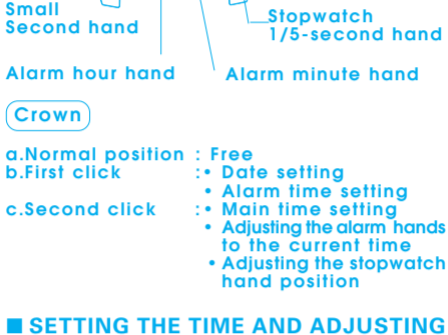 Small
Second hand
Stopwatch
1/5-second hand
Alarm hour hand
Alarm minute hand
Crown
a.Normal position : Free
b.First click :• Date setting
• Alarm time setting
c.Second click :• Main time setting
• Adjusting the alarm hands
to the current time
• Adjusting the stopwatch
hand position
■ SETTING THE TIME AND ADJUSTING